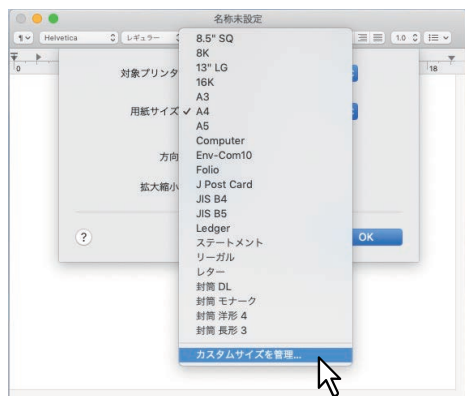 名称未設定
Helvetica
レギュラー
1.0
0
18
対象プリンタ
用紙サイズ
方向
拡大縮小
8.5" SQ
8K
13" LG
16K
A3
✓ A4
A5
Computer
Env-Com10
Folio
J Post Card
JIS B4
JIS B5
Ledger
ステートメント
リーガル
レター
封筒 DL
封筒 モナーク
封筒 洋形 4
封筒 長形 3
カスタムサイズを管理...
?
OK